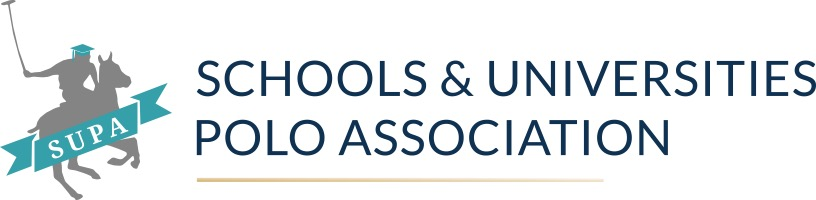 SUPA
SCHOOLS & UNIVERSITIES
POLO ASSOCIATION